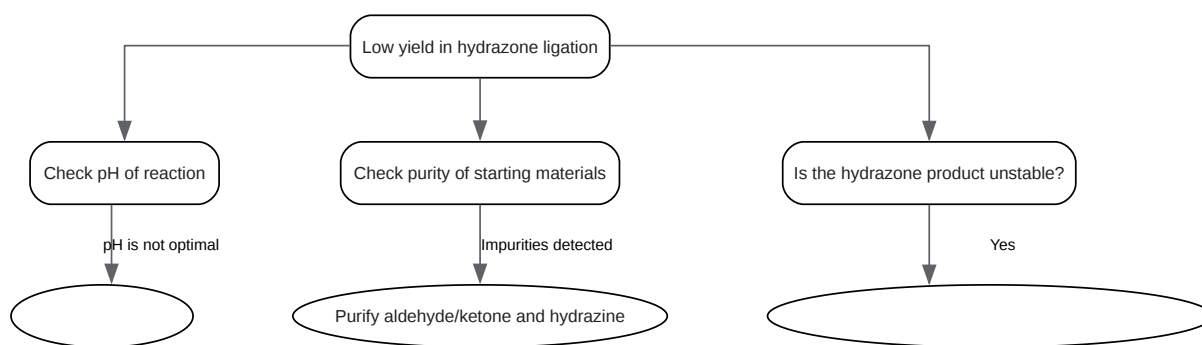 Low yield in hydrazone ligation
Check pH of reaction
Check purity of starting materials
Is the hydrazone product unstable?
pH is not optimal
Impurities detected
Yes
Purify aldehyde/ketone and hydrazine